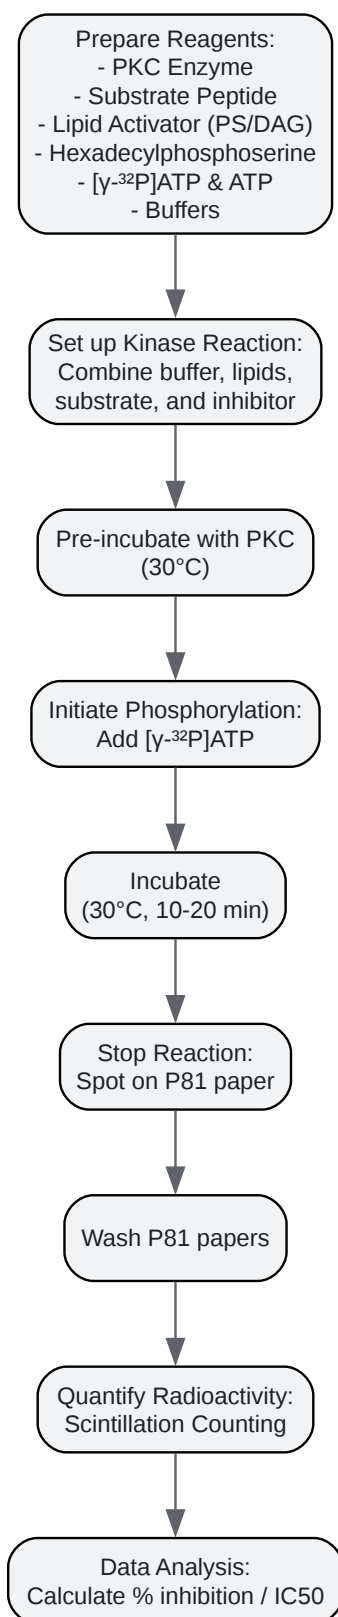 Prepare Reagents:
- PKC Enzyme
- Substrate Peptide
- Lipid Activator (PS/DAG)
- Hexadecylphosphoserine
- [γ-³²P]ATP & ATP
- Buffers
Set up Kinase Reaction:
Combine buffer, lipids,
substrate, and inhibitor
Pre-incubate with PKC
(30°C)
Initiate Phosphorylation:
Add [γ-³²P]ATP
Incubate
(30°C, 10-20 min)
Stop Reaction:
Spot on P81 paper
Wash P81 papers
Quantify Radioactivity:
Scintillation Counting
Data Analysis:
Calculate % inhibition / IC50